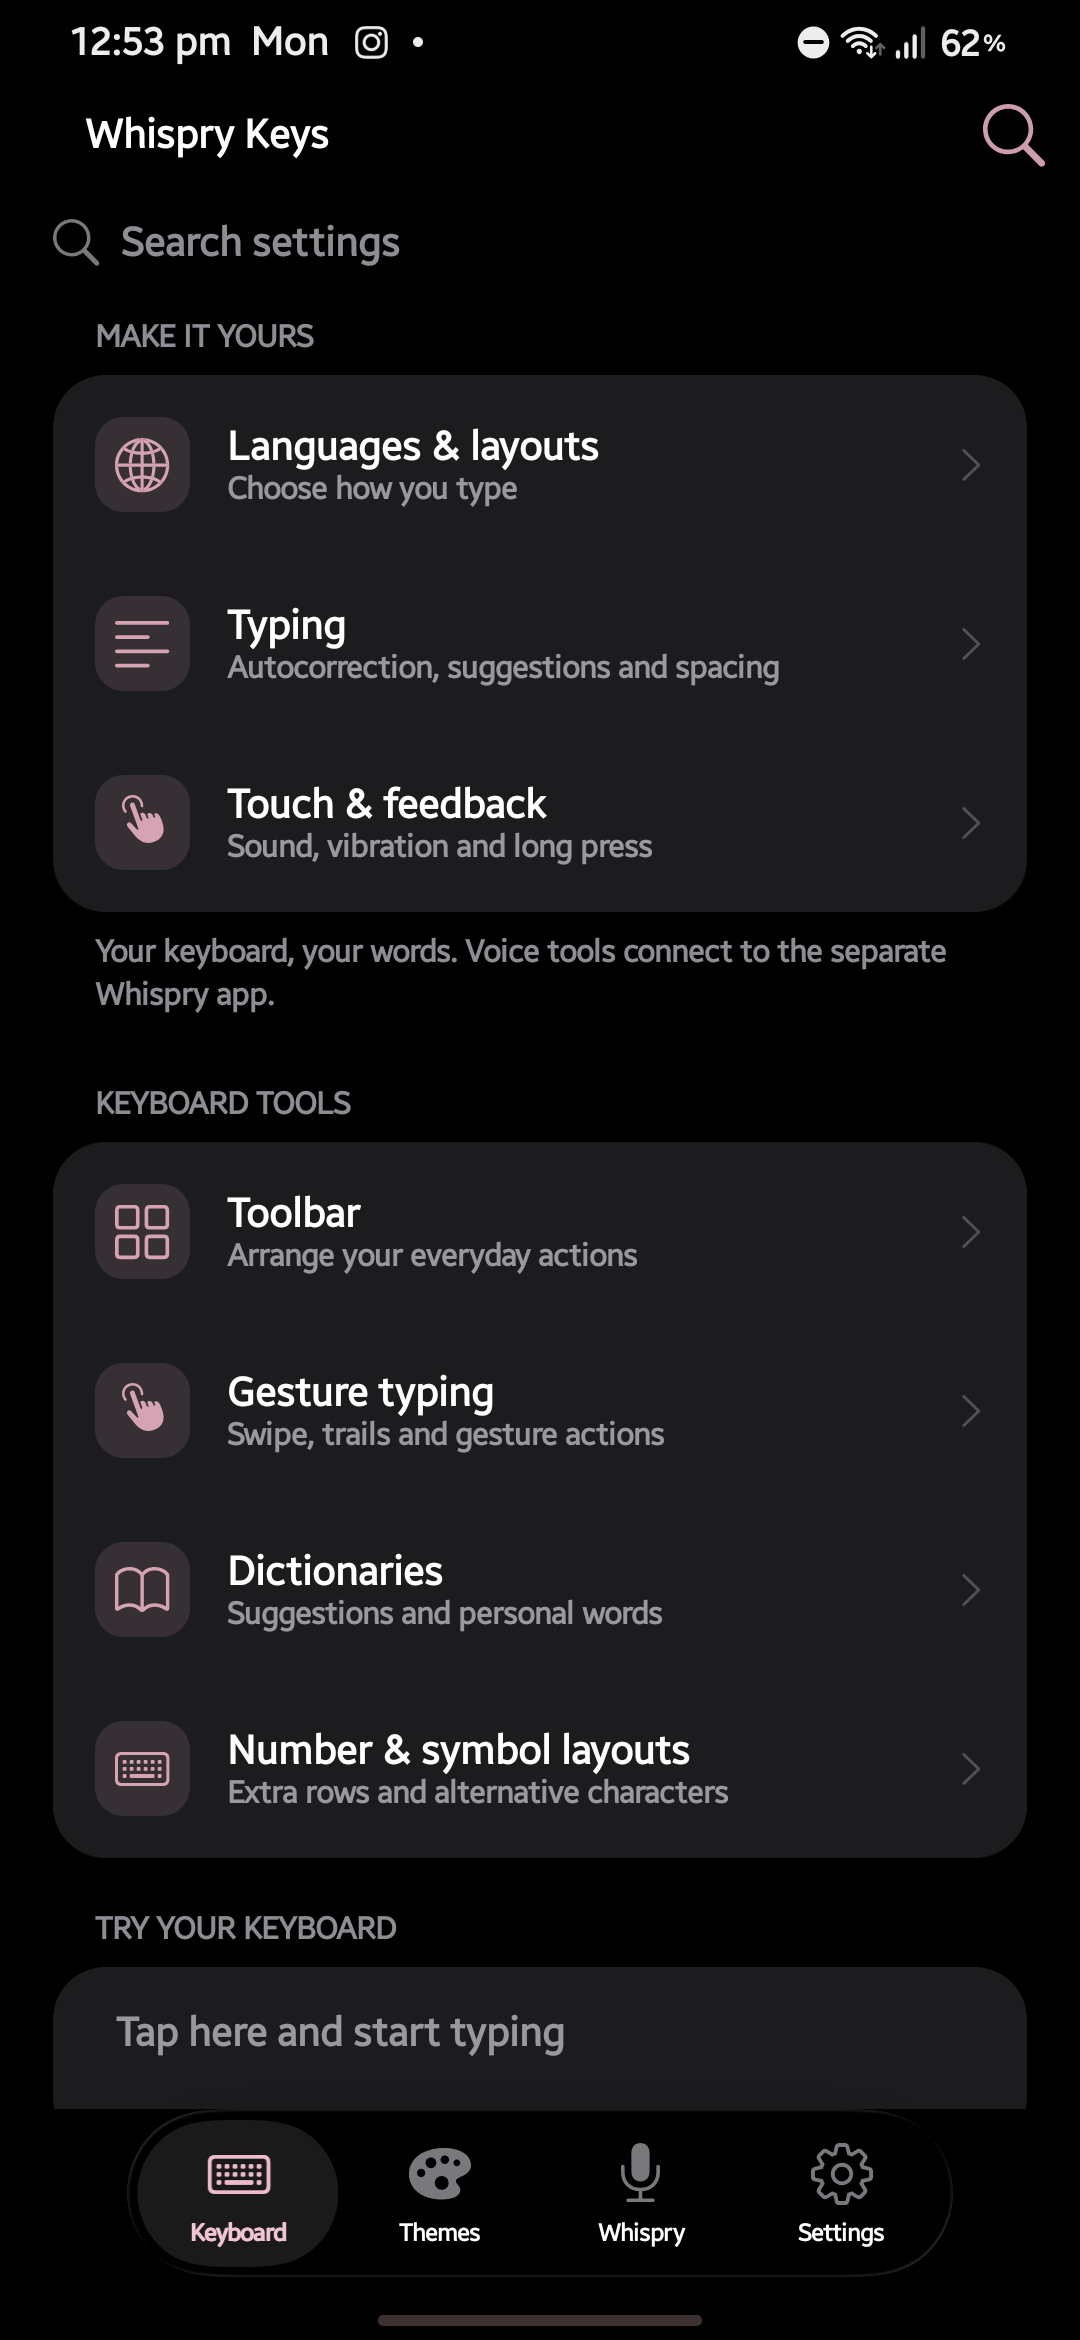 12:53 pm Mon
62%
Whispry Keys
Search settings
MAKE IT YOURS
Languages & layouts
Choose how you type
Typing
Autocorrection, suggestions and spacing
Touch & feedback
Sound, vibration and long press
Your keyboard, your words. Voice tools connect to the separate
Whispry app.
KEYBOARD TOOLS
Toolbar
Arrange your everyday actions
Gesture typing
Swipe, trails and gesture actions
Dictionaries
Suggestions and personal words
Number & symbol layouts
Extra rows and alternative characters
TRY YOUR KEYBOARD
Tap here and start typing
Keyboard
Themes
Whispry
Settings